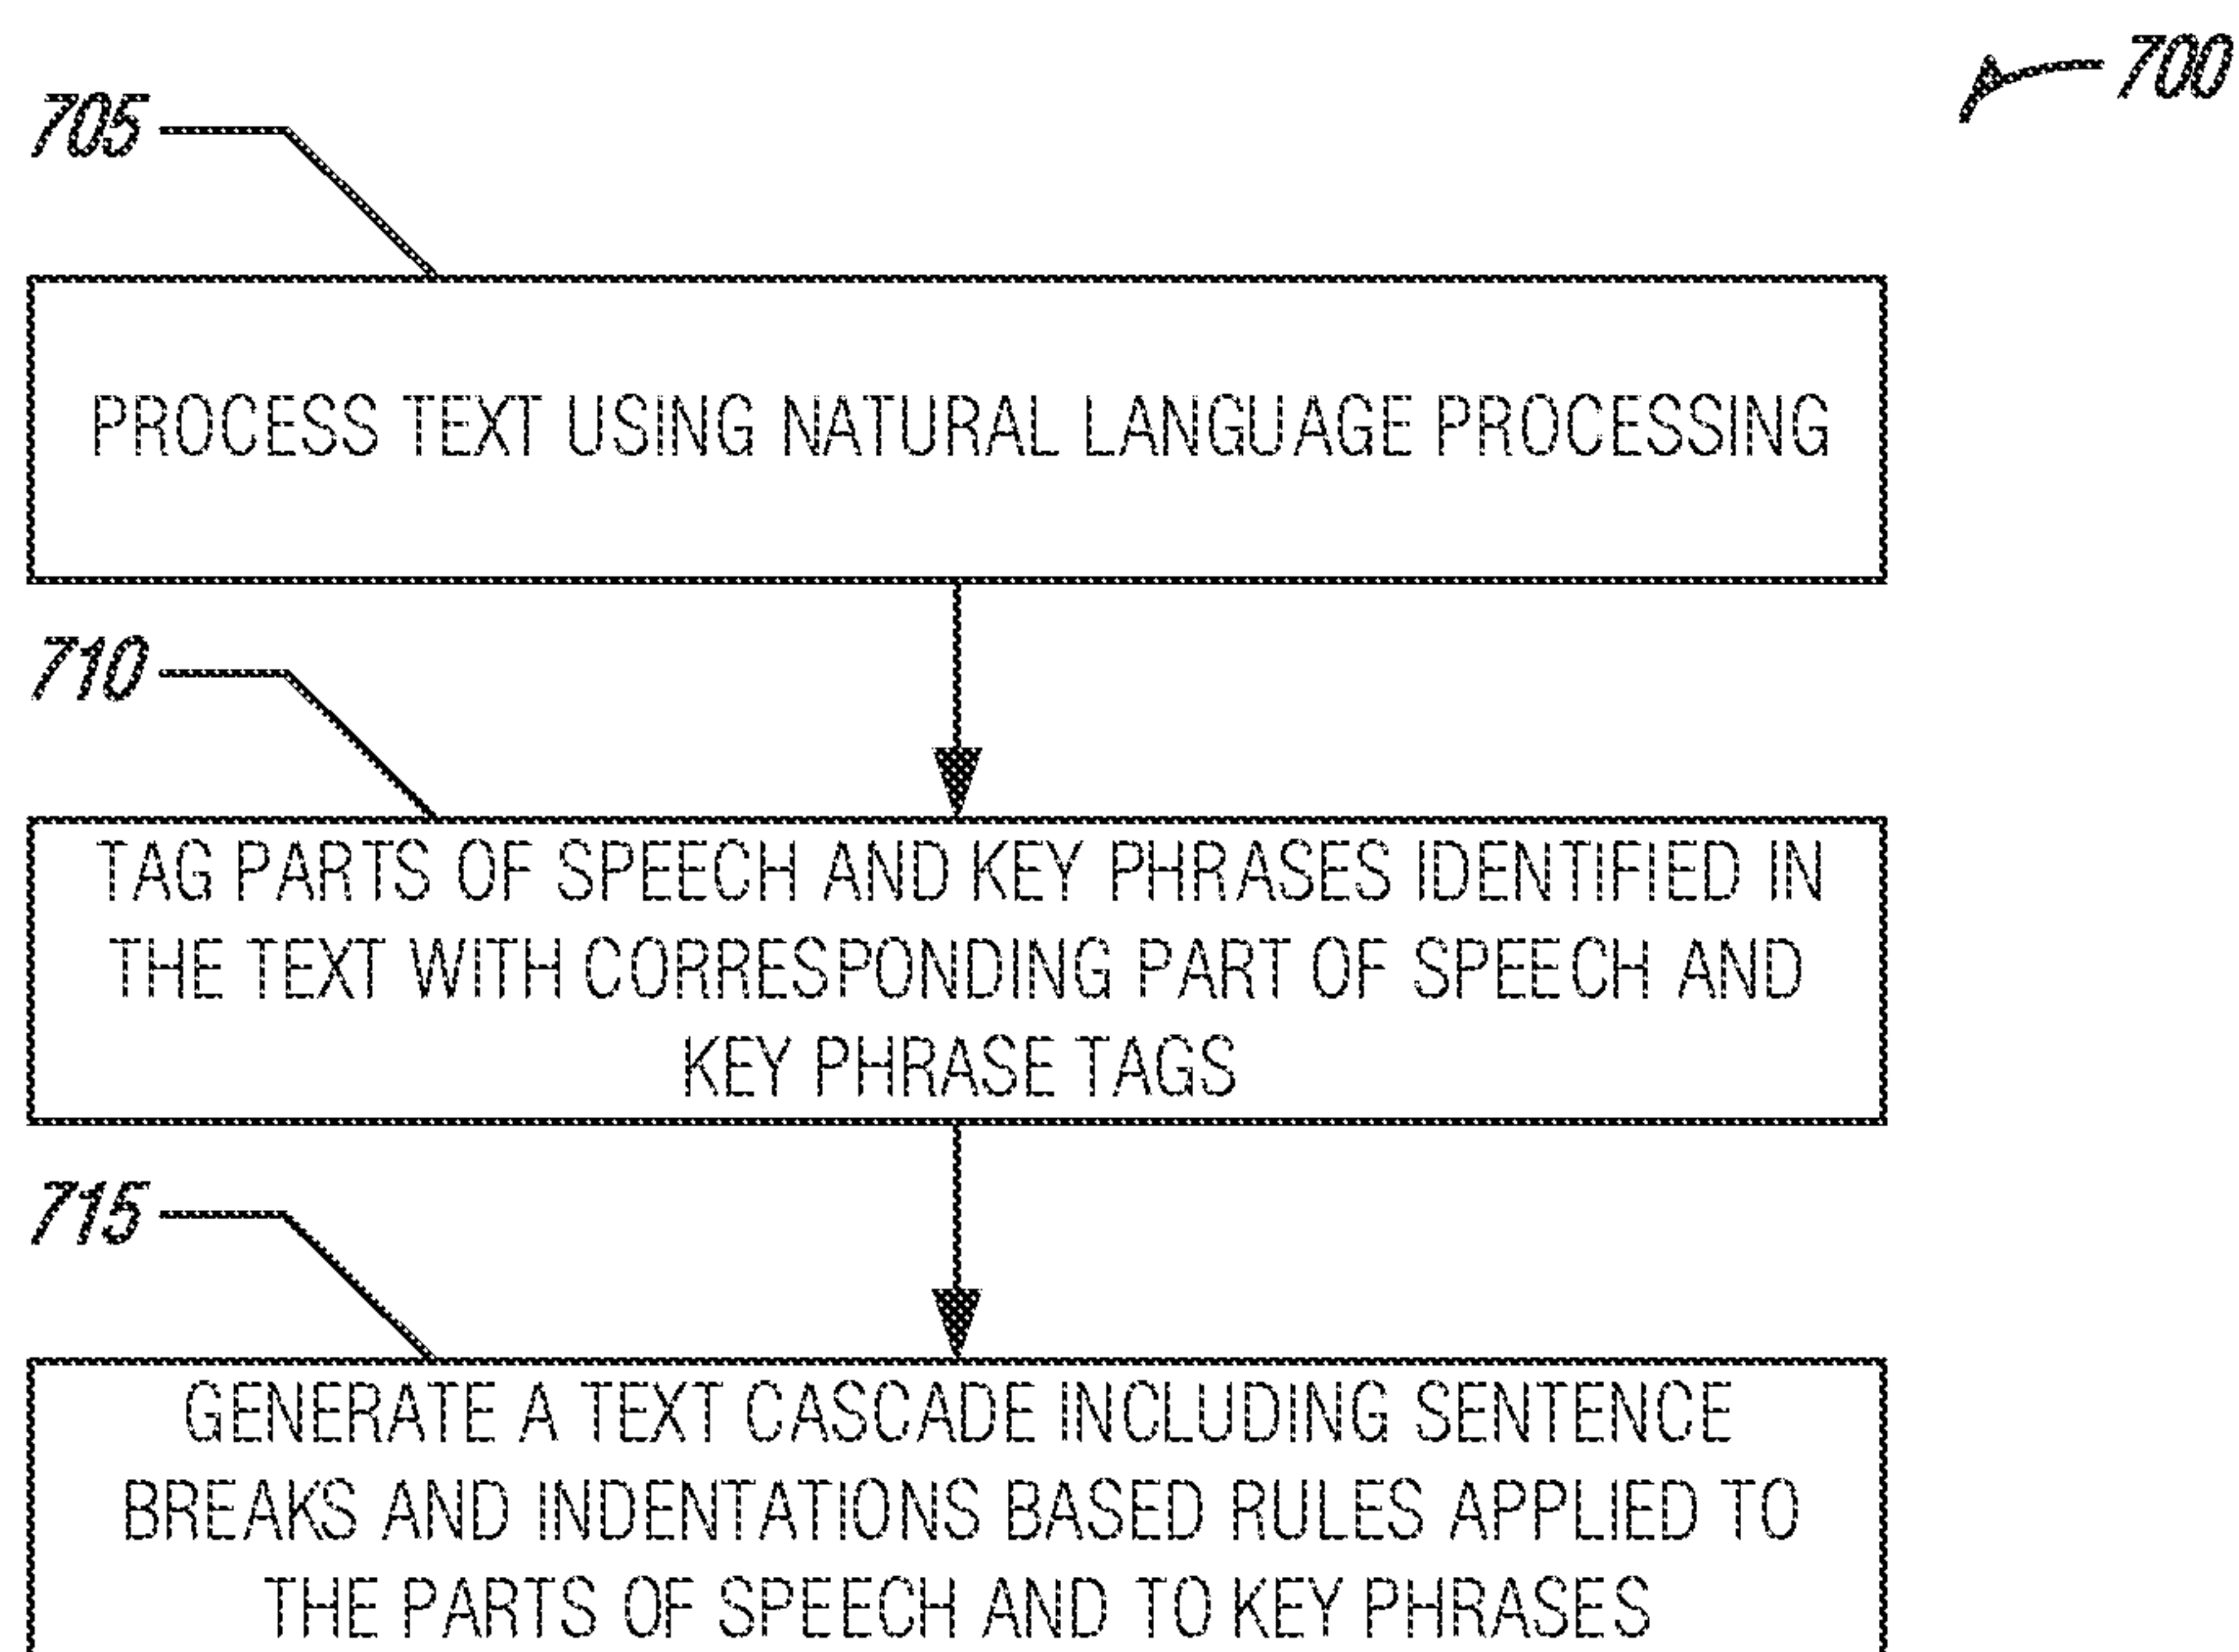 700
705
PROCESS TEXT USING NATURAL LANGUAGE PROCESSING
710
TAG PARTS OF SPEECH AND KEY PHRASES IDENTIFIED IN
THE TEXT WITH CORRESPONDING PART OF SPEECH AND
KEY PHRASE TAGS
715
GENERATE A TEXT CASCADE INCLUDING SENTENCE
BREAKS AND INDENTATIONS BASED RULES APPLIED TO
THE PARTS OF SPEECH AND TO KEY PHRASES